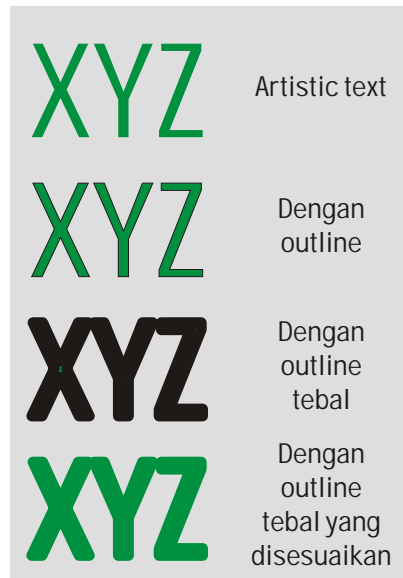 XYZ
Artistic text
XYZ
Dengan
outline
XYZ
Dengan
outline
tebal
XYZ
Dengan
outline
tebal yang
disesuaikan